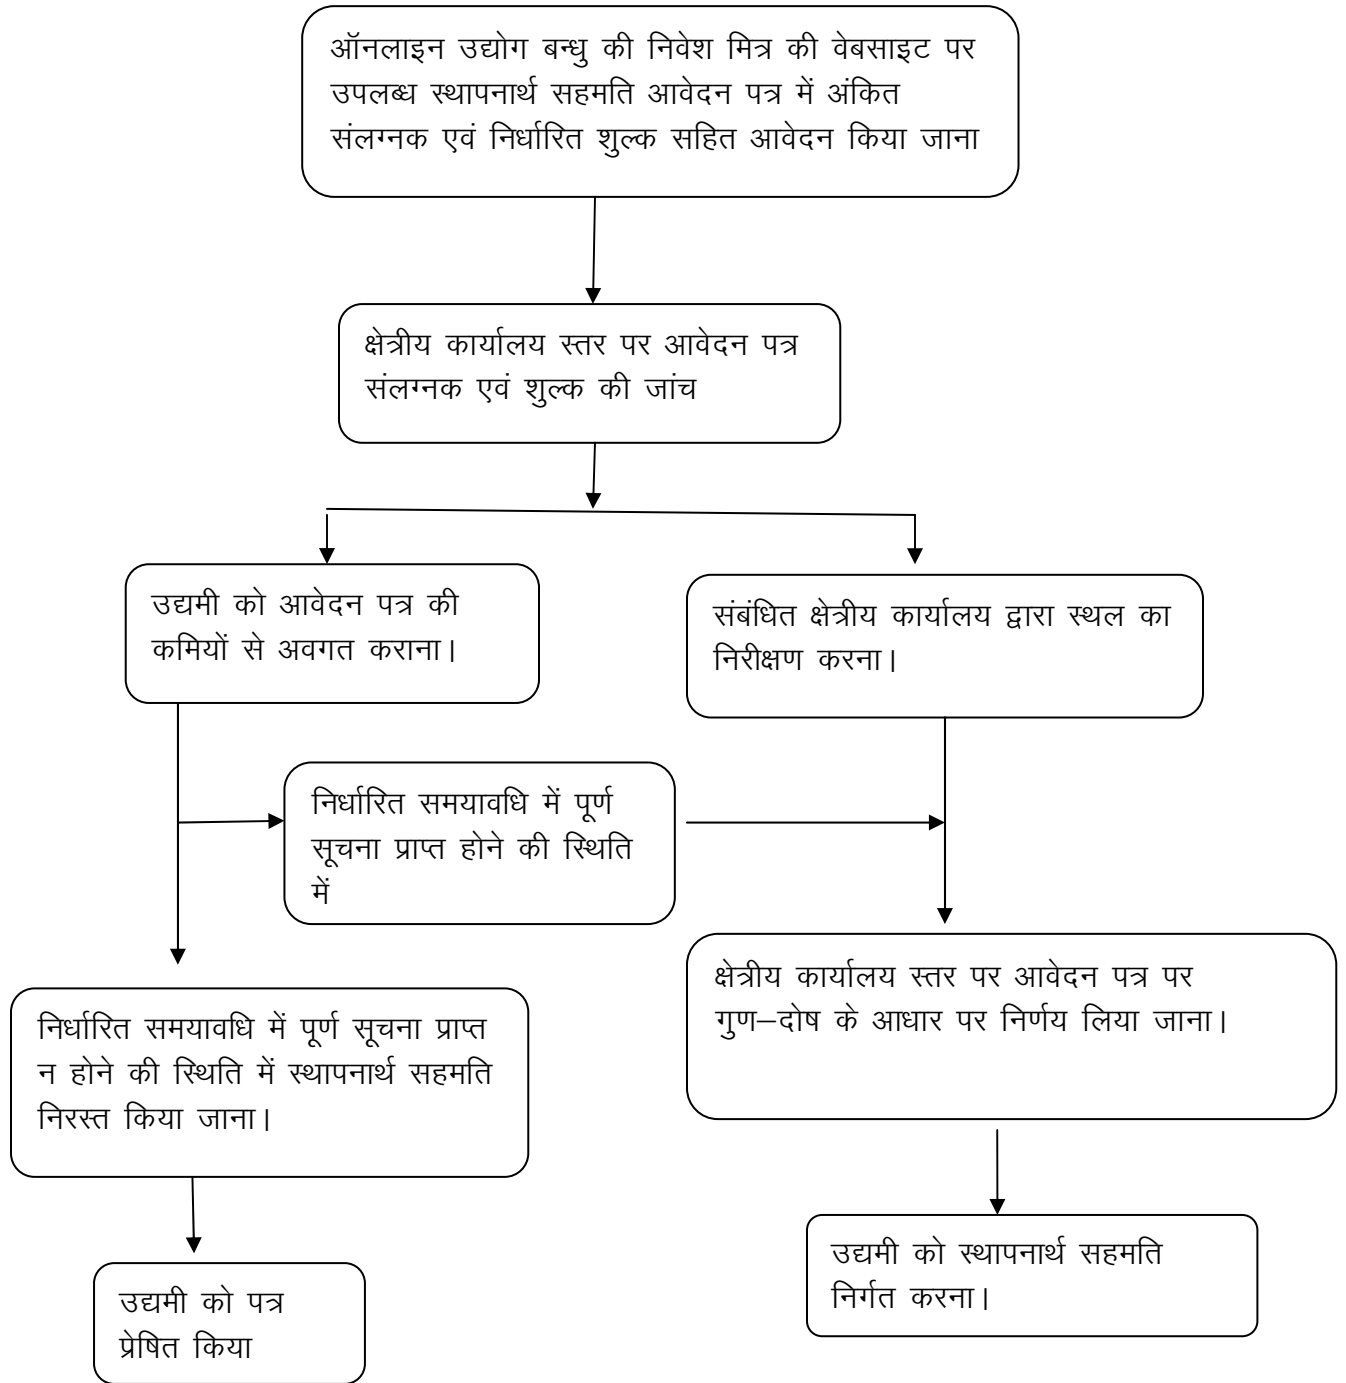 ऑनलाइन उद्योग बन्धु की निवेश मित्र की वेबसाइट पर
उपलब्ध स्थापनार्थ सहमति आवेदन पत्र में अंकित
संलग्नक एवं निर्धारित शुल्क सहित आवेदन किया जाना
क्षेत्रीय कार्यालय स्तर पर आवेदन पत्र
संलग्नक एवं शुल्क की जांच
उद्यमी को आवेदन पत्र की
कमियों से अवगत कराना।
संबंधित क्षेत्रीय कार्यालय द्वारा स्थल का
निरीक्षण करना।
निर्धारित समयावधि में पूर्ण
सूचना प्राप्त होने की स्थिति
में
क्षेत्रीय कार्यालय स्तर पर आवेदन पत्र पर
गुण–दोष के आधार पर निर्णय लिया जाना।
निर्धारित समयावधि में पूर्ण सूचना प्राप्त
न होने की स्थिति में स्थापनार्थ सहमति
निरस्त किया जाना।
उद्यमी को स्थापनार्थ सहमति
निर्गत करना।
उद्यमी को पत्र
प्रेषित किया